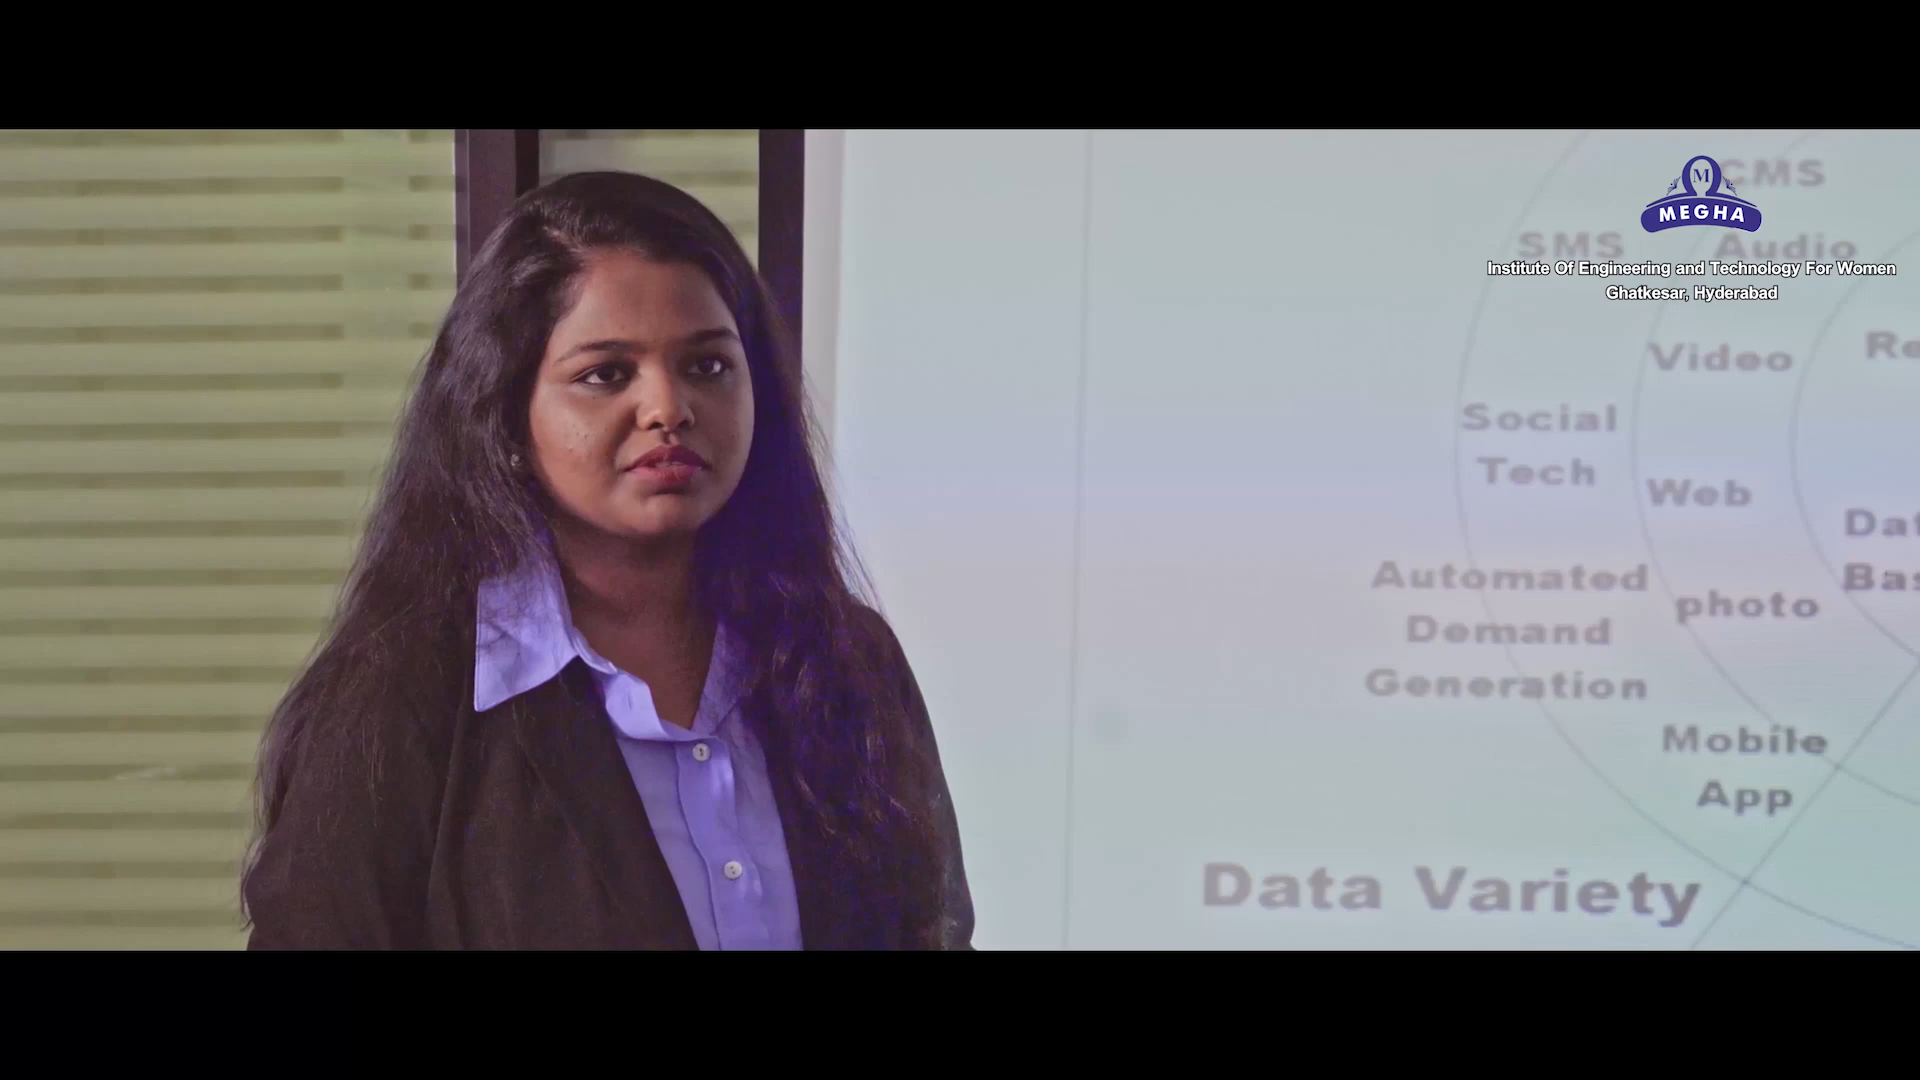 CMS
M
MEGHA
SMS
Audio
Institute Of Engineering and Technology For Women
Ghatkesar, Hyderabad
Video
Social
Tech
Web
Automated
Demand
Generation
photo
Mobile
App
Data Variety